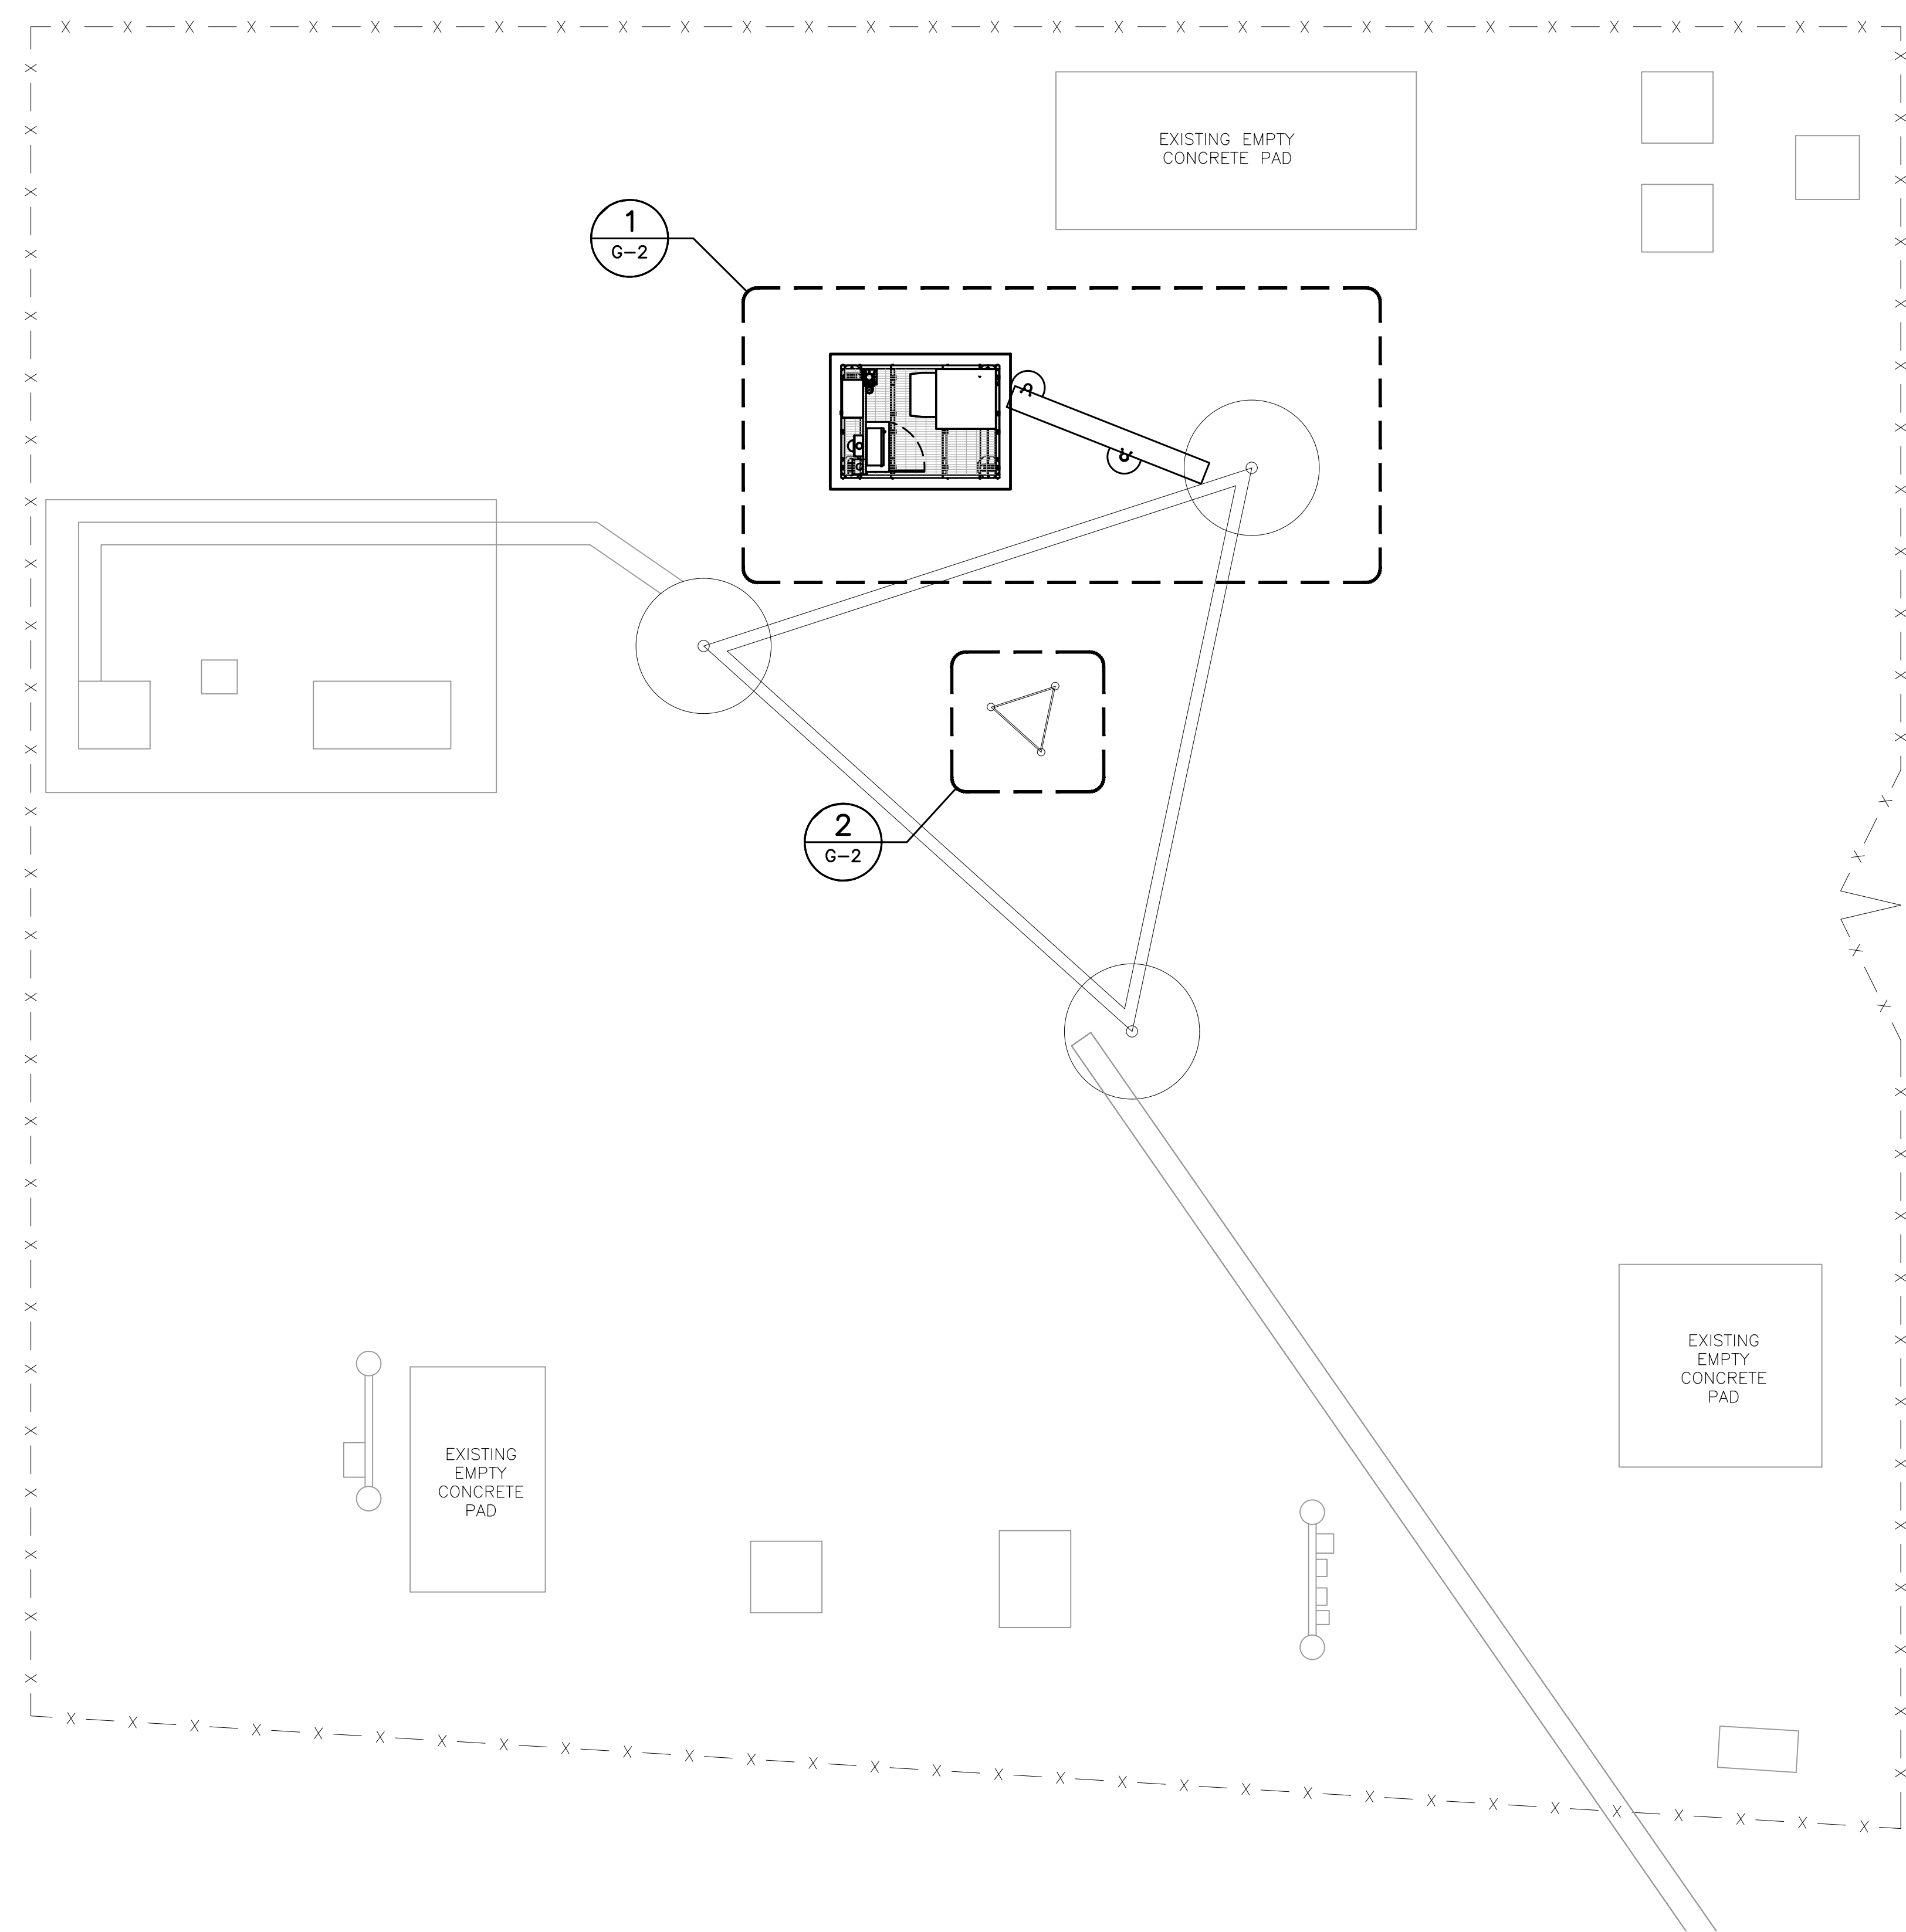 EXISTING EMPTY
CONCRETE PAD
1
G-2
2
G-2
EXISTING
EMPTY
CONCRETE
PAD
EXISTING
EMPTY
CONCRETE
PAD